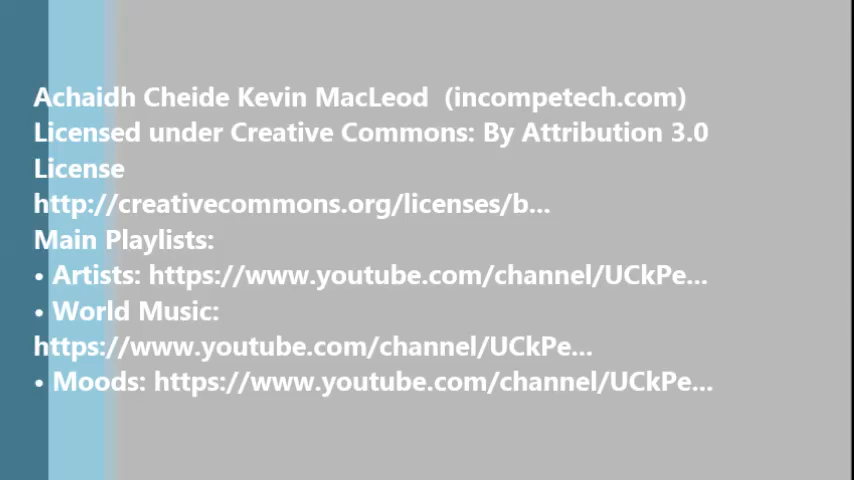 Achaidh Cheide Kevin MacLeod (incompetech.com)
Licensed under Creative Commons: By Attribution 3.0
License
http://creativecommons.org/licenses/b...
Main Playlists:
• Artists: https://www.youtube.com/channel/UCkPe...
• World Music:
https://www.youtube.com/channel/UCkPe...
• Moods: https://www.youtube.com/channel/UCkPe...